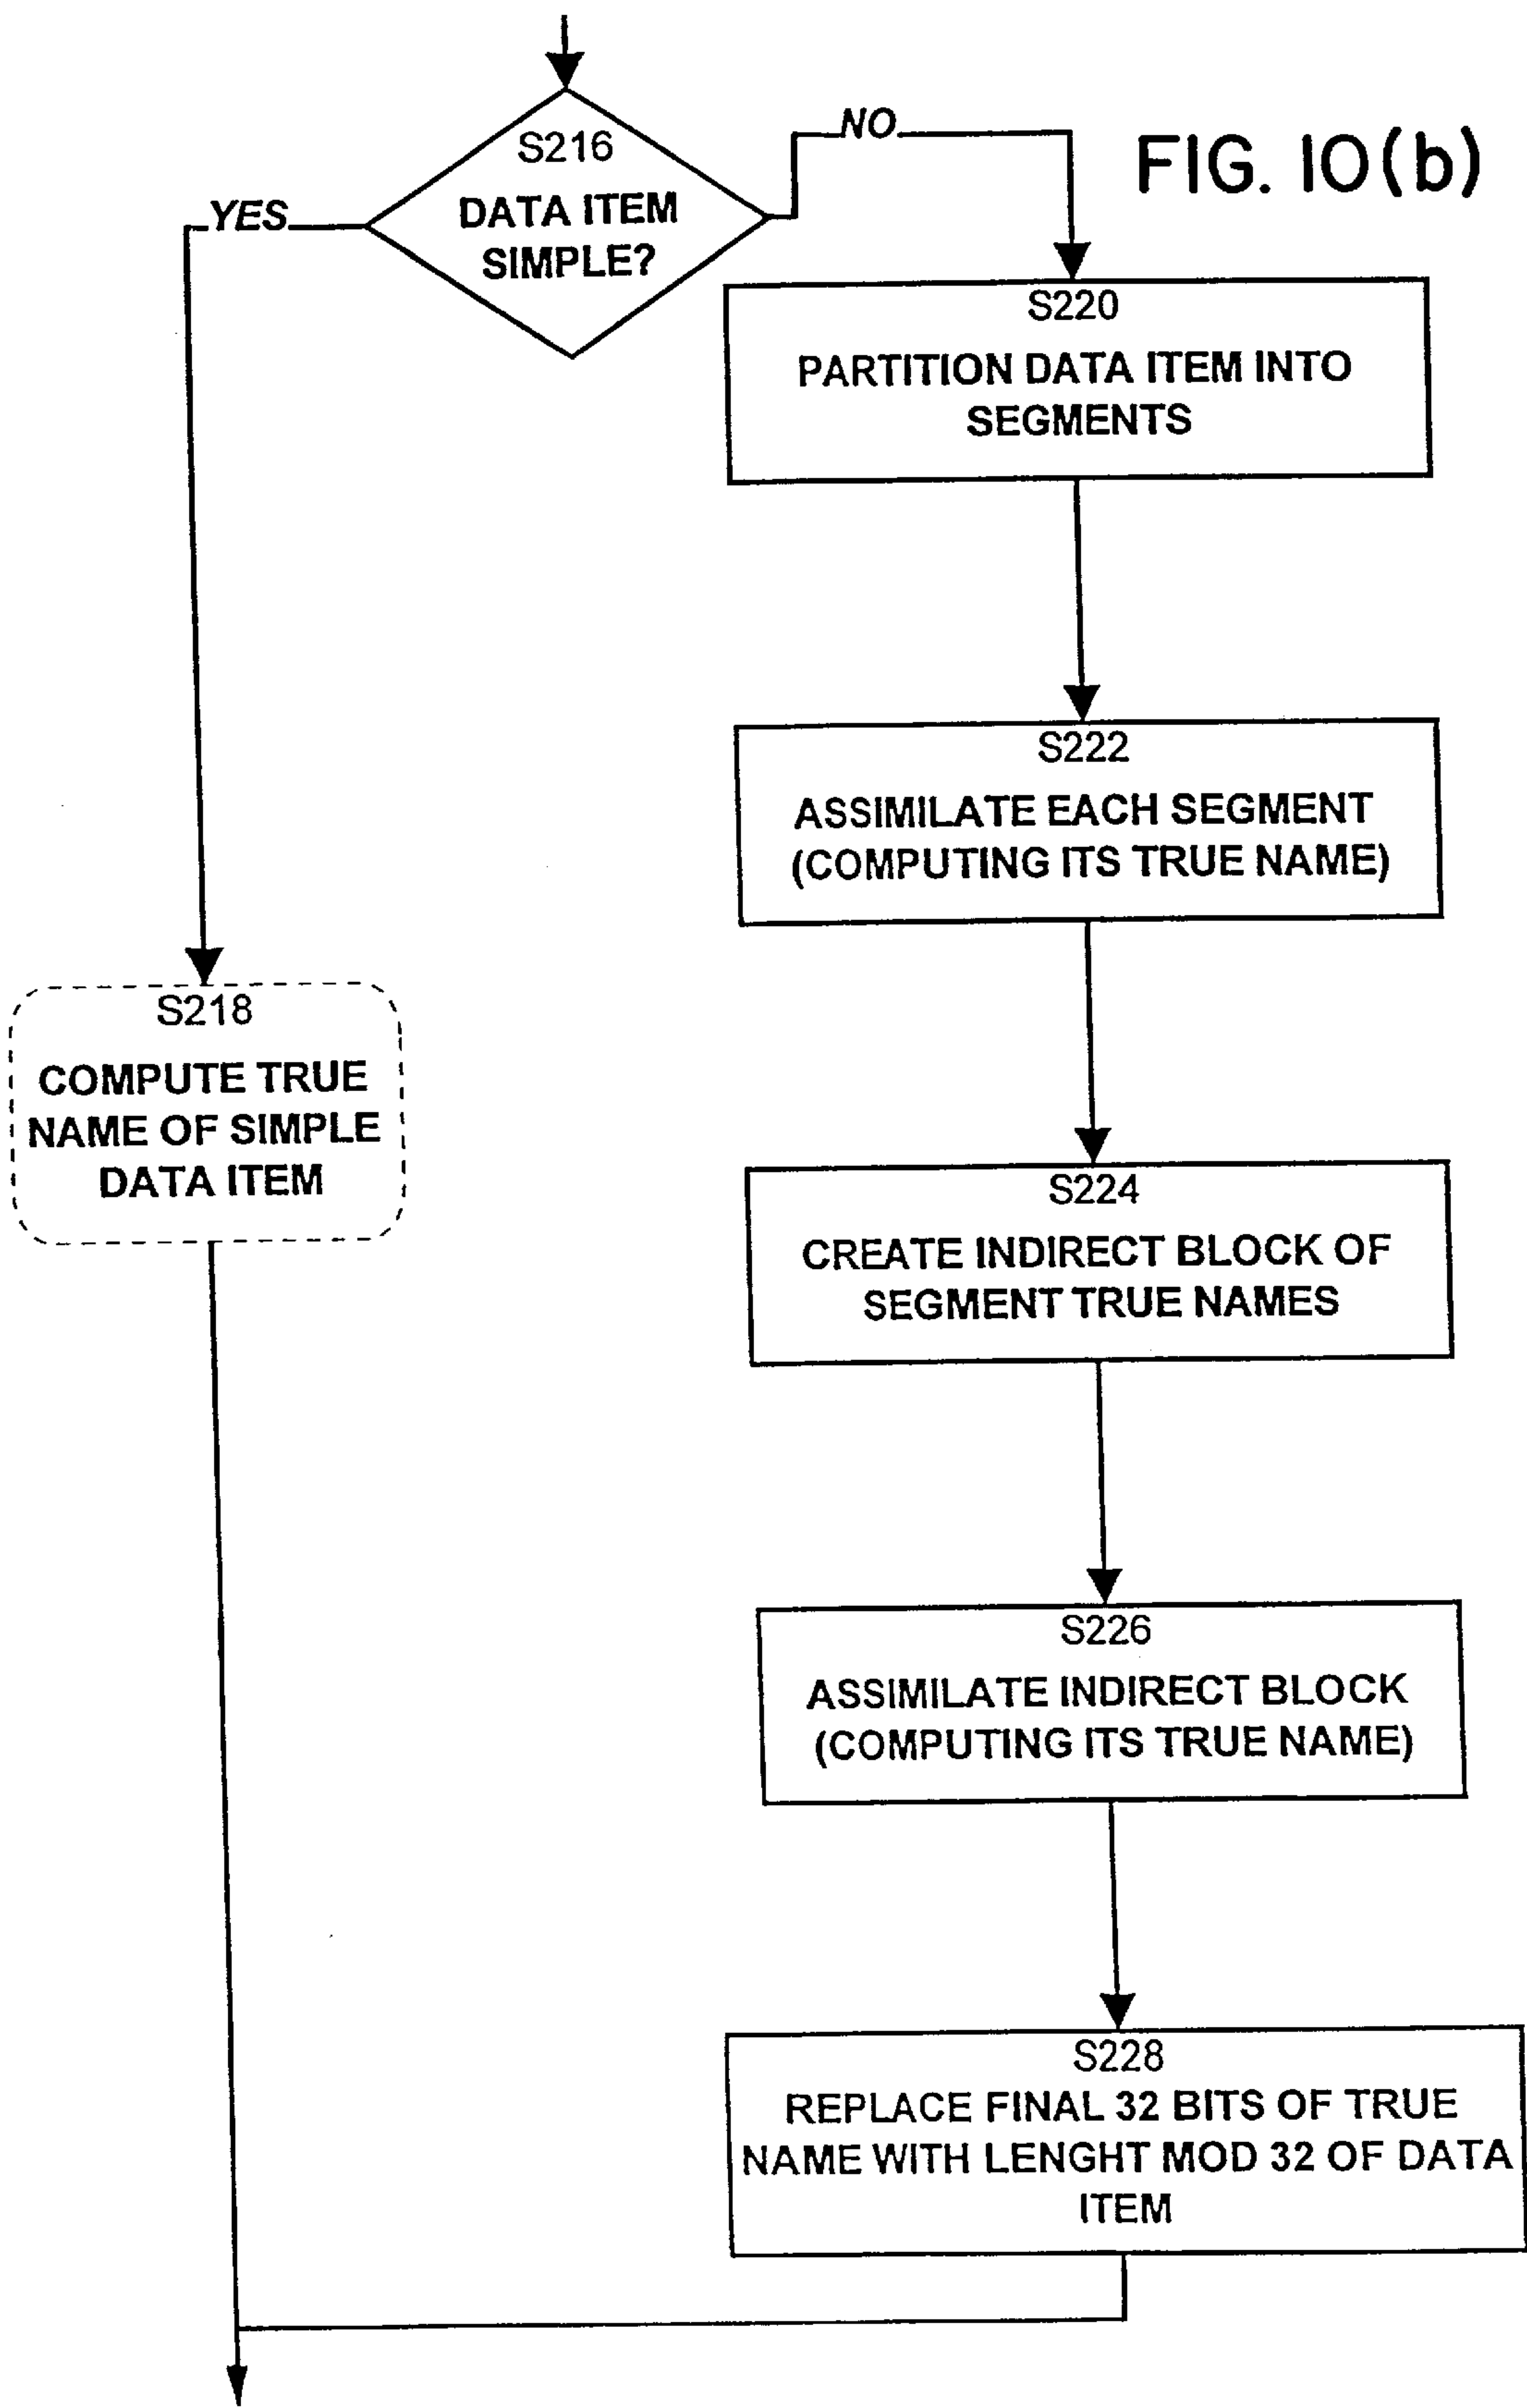 FIG. 10(b)
S216
DATA ITEM
SIMPLE?
YES
NO
S220
PARTITION DATA ITEM INTO
SEGMENTS
S222
ASSIMILATE EACH SEGMENT
(COMPUTING ITS TRUE NAME)
S218
COMPUTE TRUE
NAME OF SIMPLE
DATA ITEM
S224
CREATE INDIRECT BLOCK OF
SEGMENT TRUE NAMES
S226
ASSIMILATE INDIRECT BLOCK
(COMPUTING ITS TRUE NAME)
S228
REPLACE FINAL 32 BITS OF TRUE
NAME WITH LENGHT MOD 32 OF DATA
ITEM